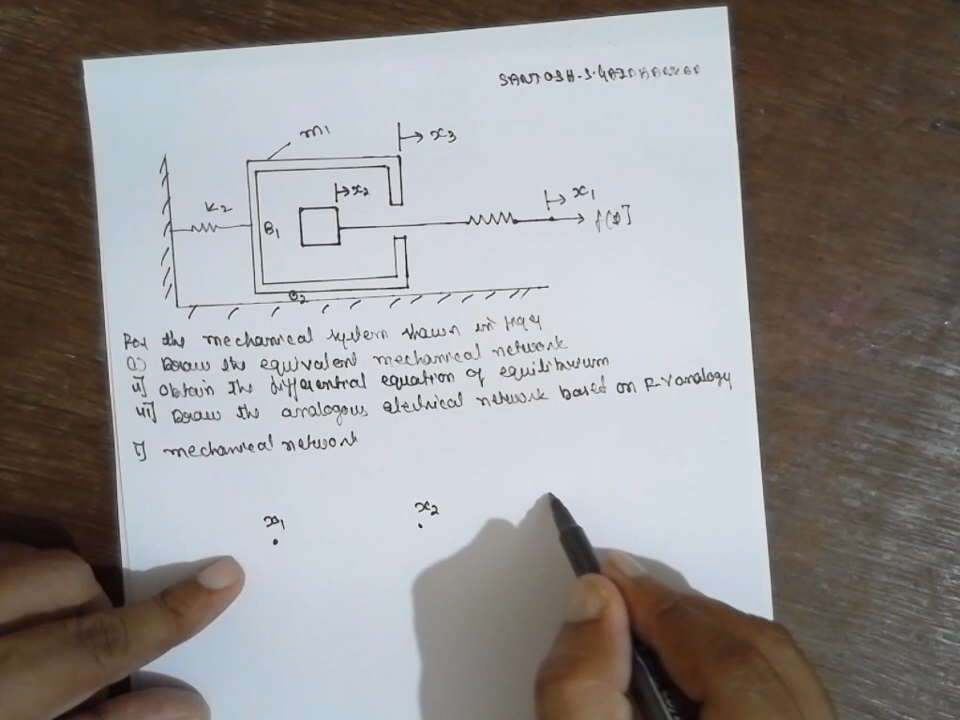 SANTOSH.S.
m1
x3
x2
K2
x1
B1
f(t)
B2
For the mechanical system shown in
i) Draw the equivalent mechanical network
ii] obtain the differential equation of equilibrium
iii] Draw the analogous electrical network based on F-V analogy
I] mechanical network
x1
x2